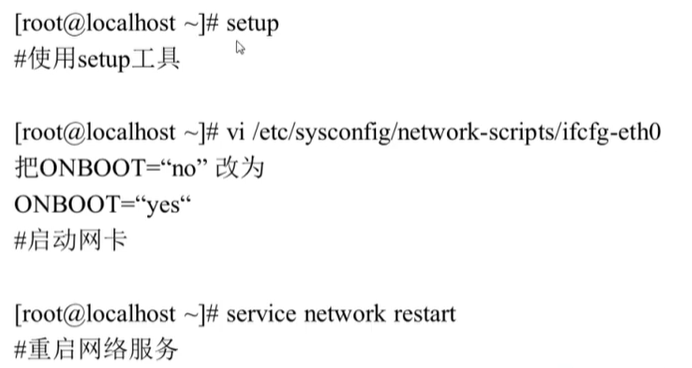 [root@localhost ~]# setup
#使用setup工具
[root@localhost ~]# vi /etc/sysconfig/network-scripts/ifcfg-eth0
把ONBOOT=“no” 改为
ONBOOT=“yes“
#启动网卡
[root@localhost ~]# service network restart
#重启网络服务